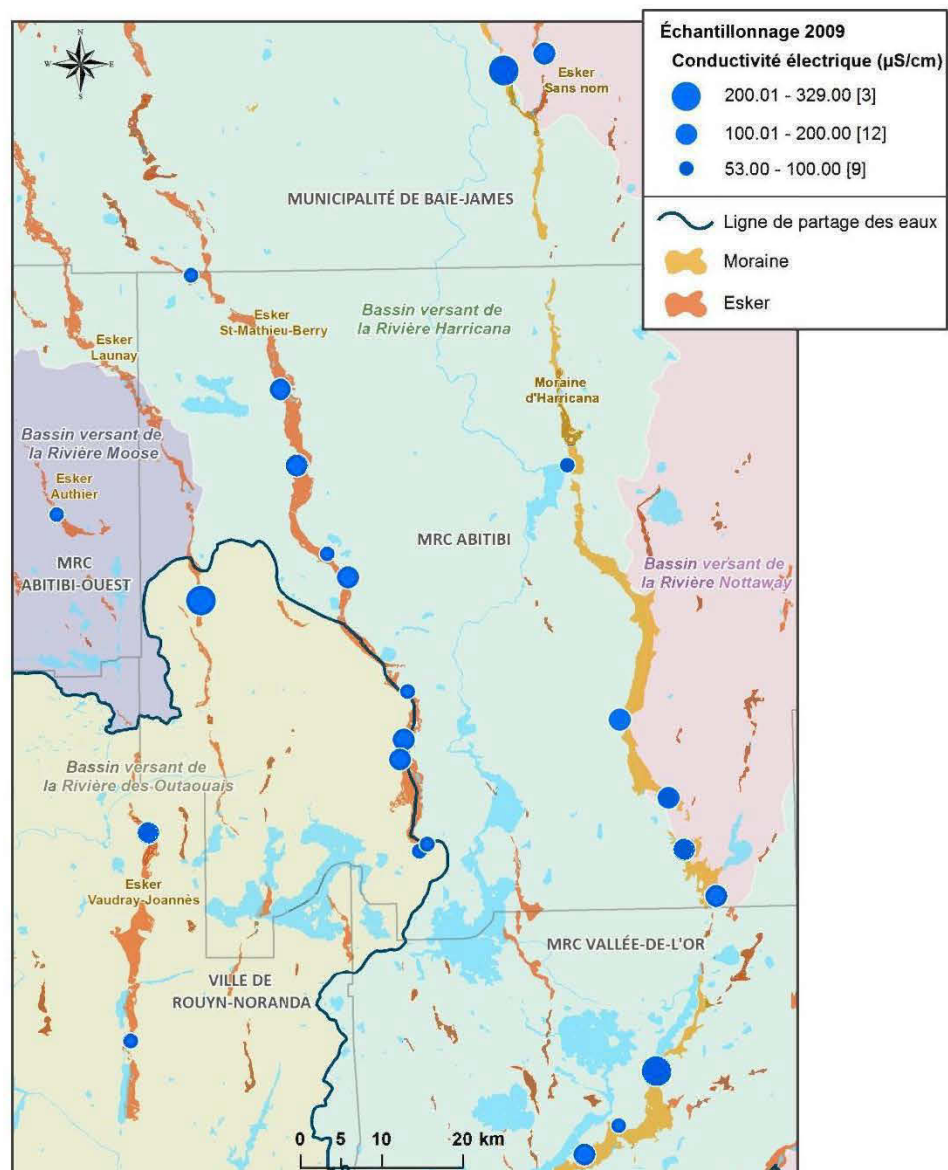 Échantillonnage 2009
Conductivité électrique (µS/cm)
200.01 - 329.00 [3]
100.01 - 200.00 [12]
53.00 - 100.00 [9]
Ligne de partage des eaux
Moraine
Esker
N
W
E
S
Esker
Sans nom
MUNICIPALITÉ DE BAIE-JAMES
Bassin versant de
la Rivière Harricana
Esker
St-Mathieu-Berry
Esker
Launay
Moraine
d'Harricana
Bassin versant de
la Rivière Moose
Esker
Authier
MRC
ABITIBI-OUEST
MRC ABITIBI
Bassin versant de
la Rivière Nottaway
Bassin versant de
la Rivière des Outaouais
Esker
Vaudray-Joannès
MRC VALLÉE-DE-L'OR
VILLE DE
ROUYN-NORANDA
0 5 10 20 km